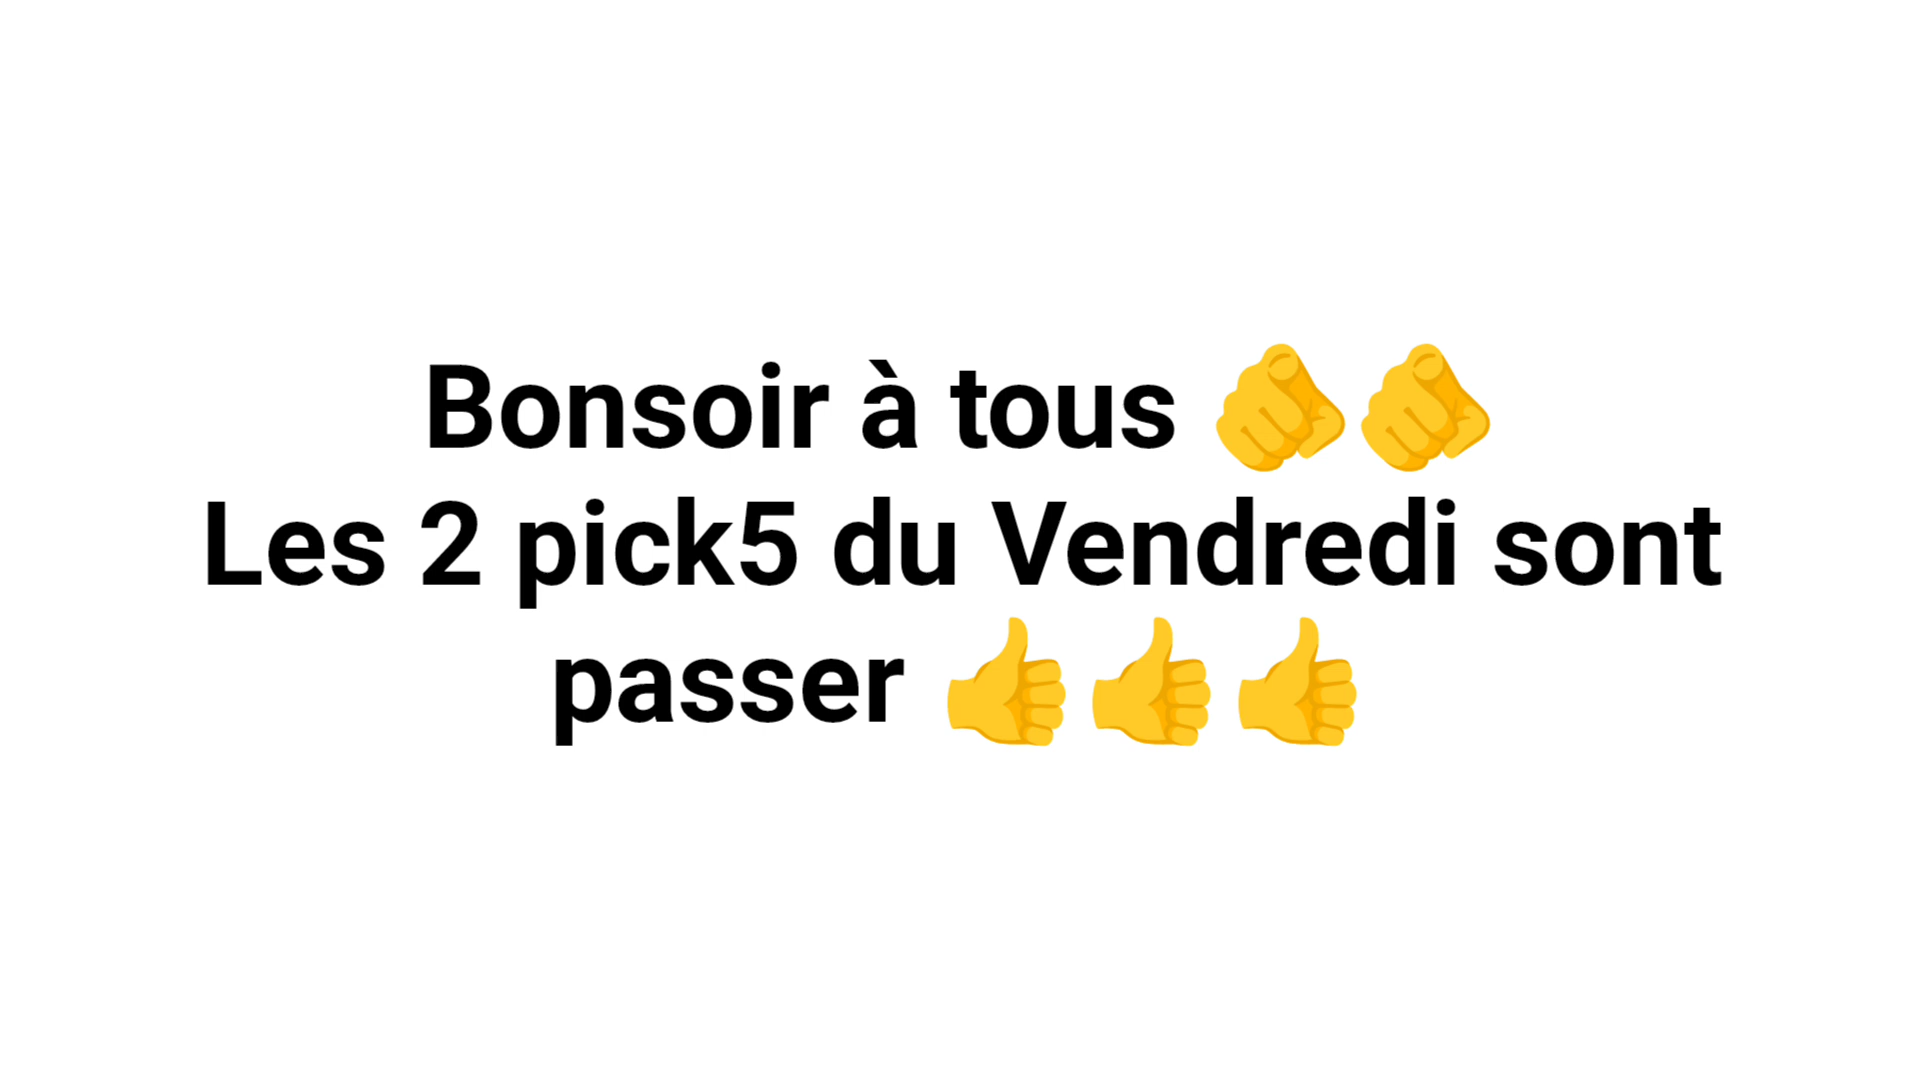 Bonsoir à tous 🫵🫵
Les 2 pick5 du Vendredi sont
passer 👍👍👍